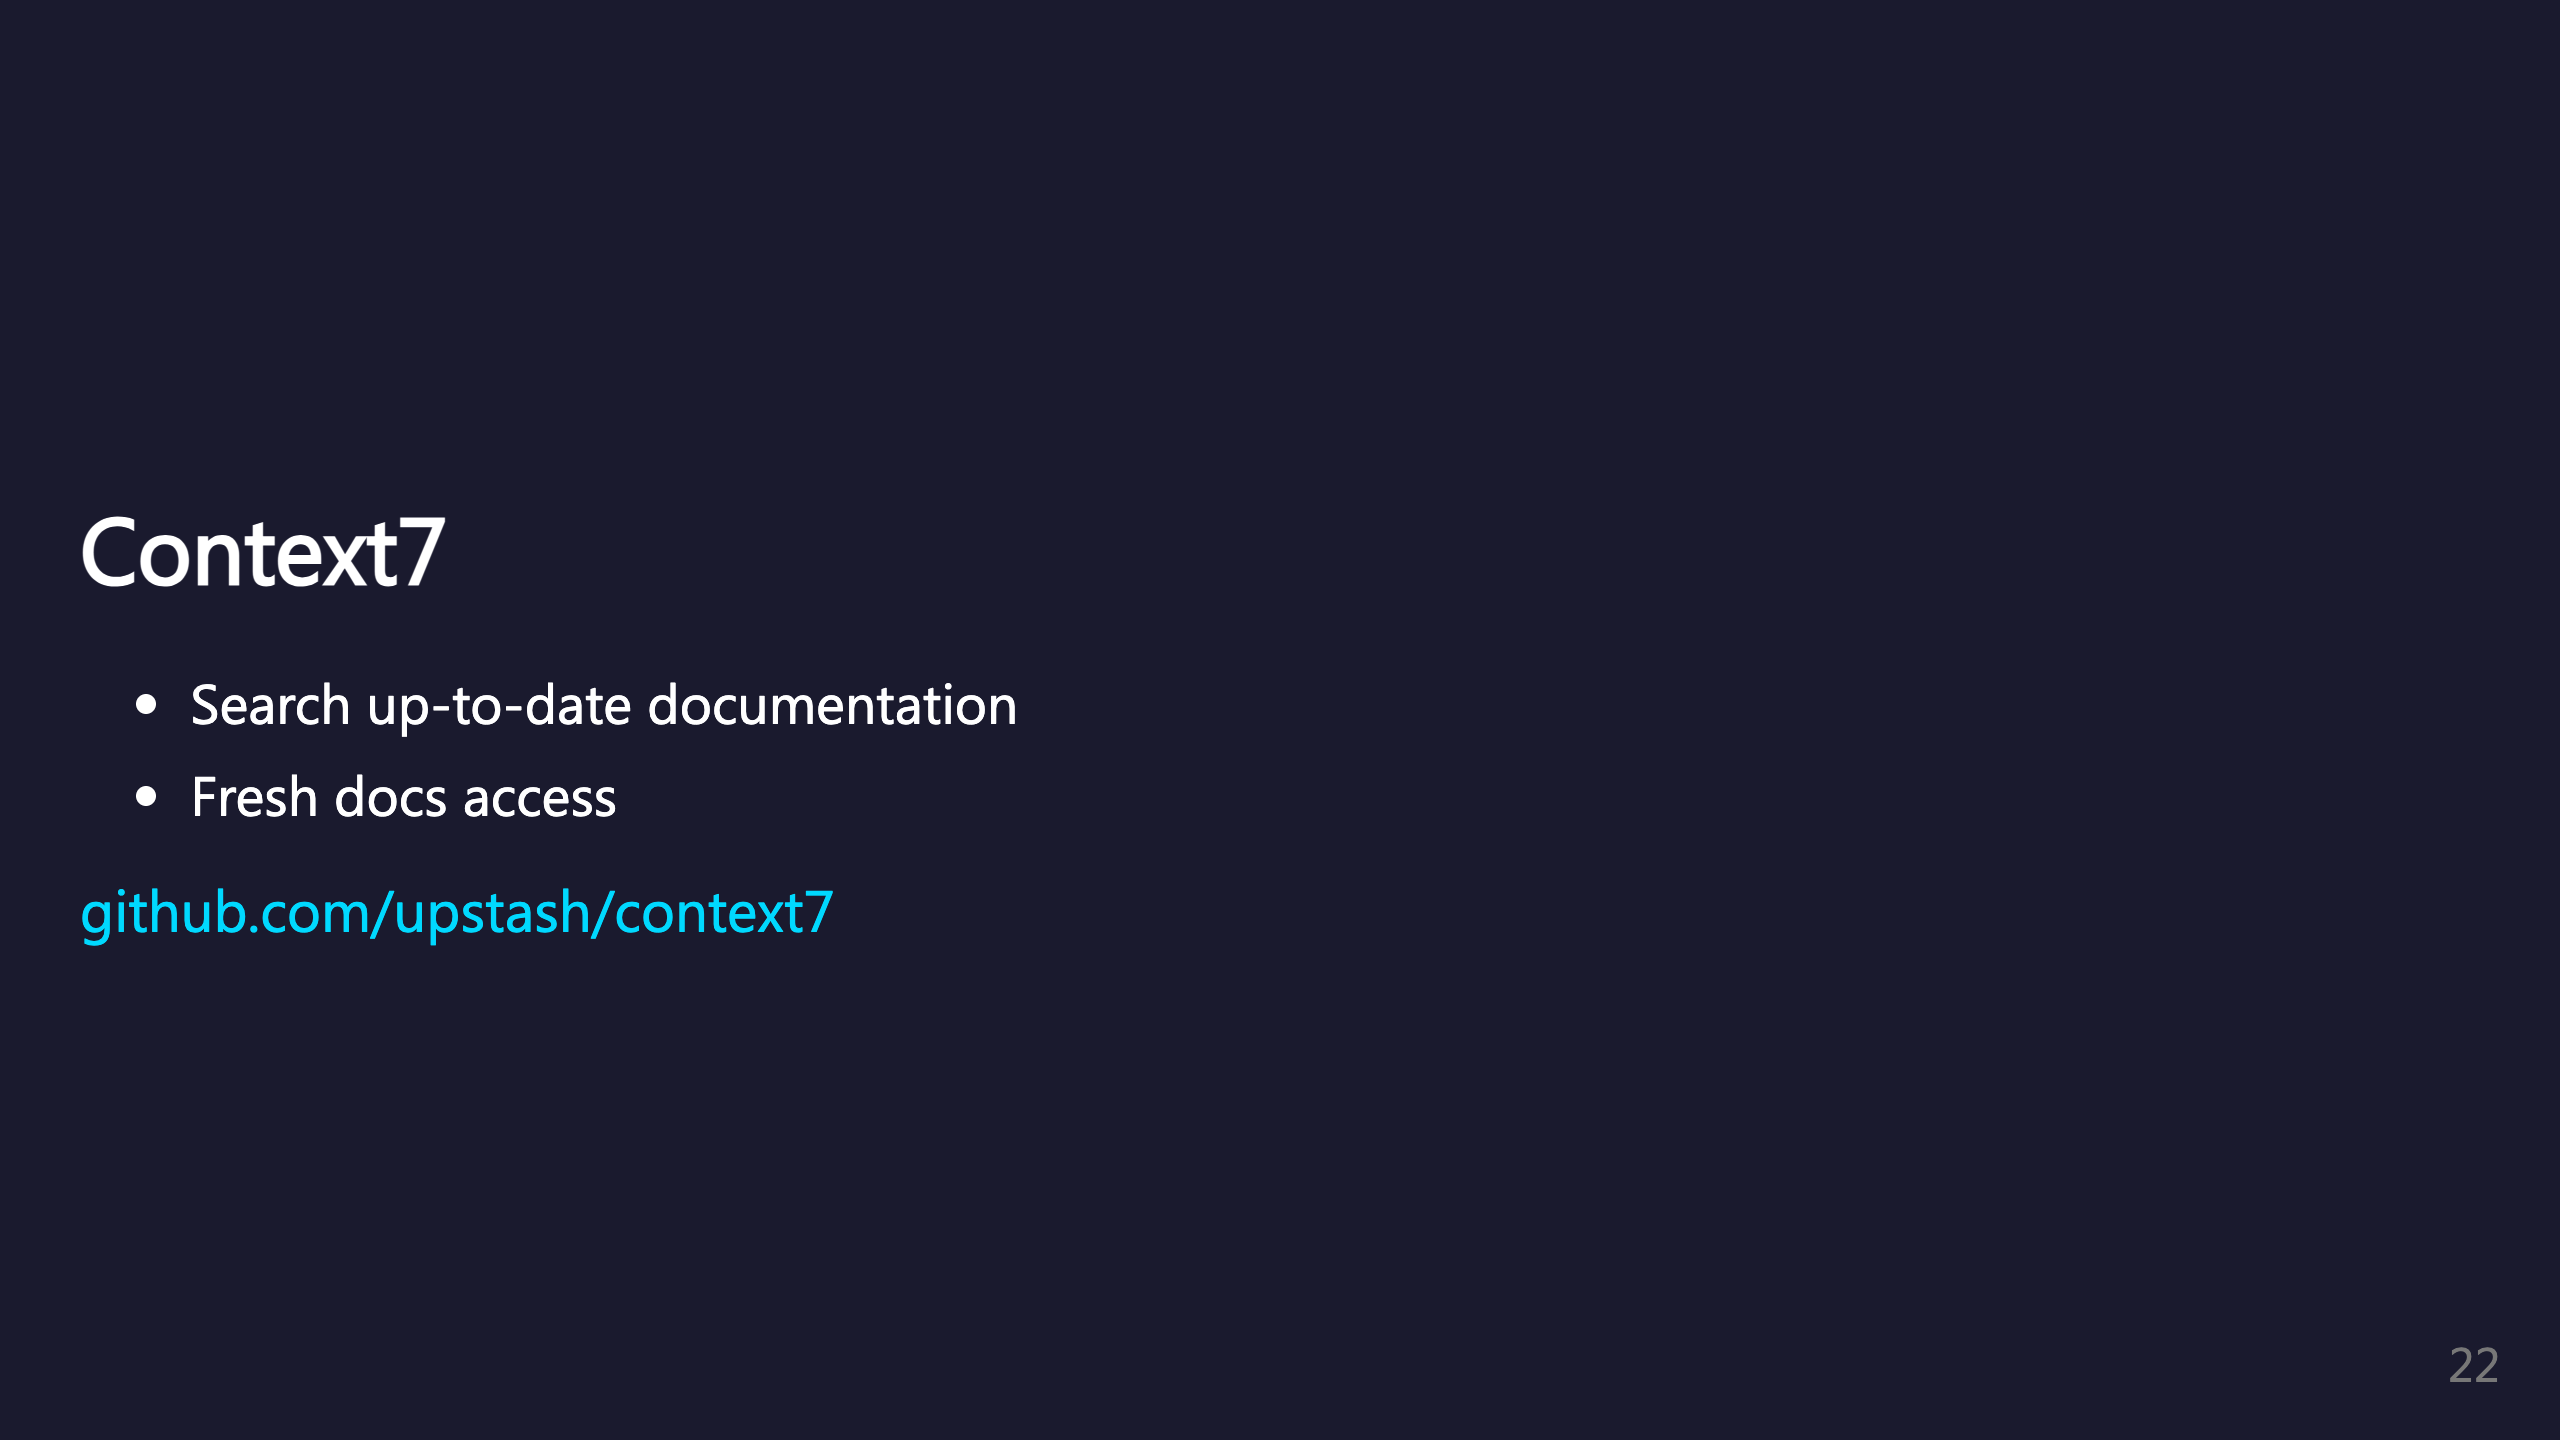 Context7
• Search up-to-date documentation
• Fresh docs access
github.com/upstash/context7
22